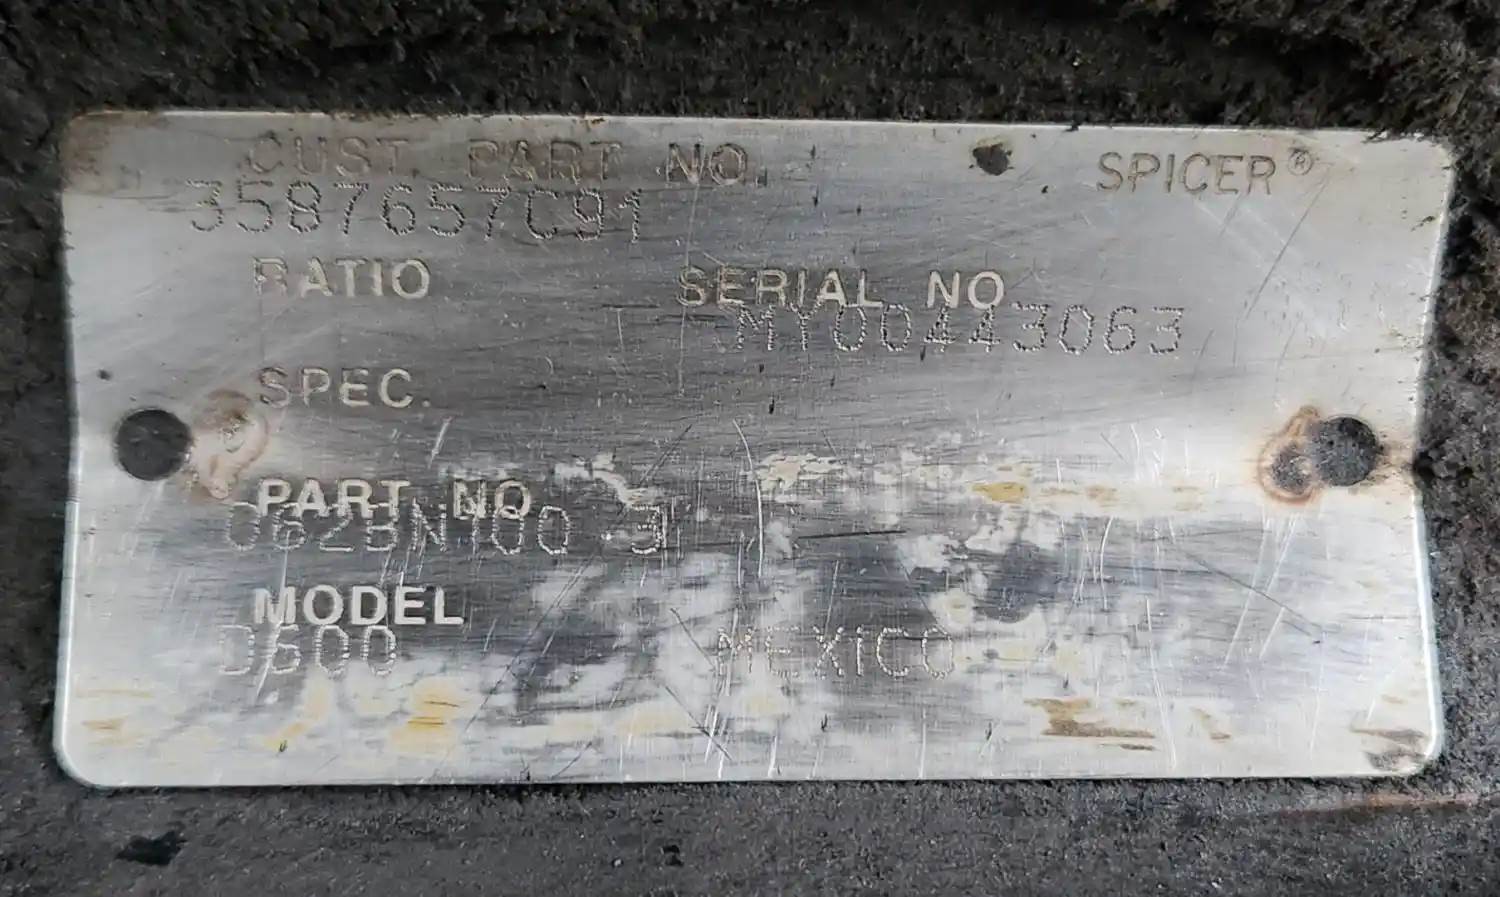 CUST. PART NO. SPICER®
3587657C91
RATIO SERIAL NO
MY00443063
SPEC.
PART NO
062BN100 3
MODEL
D600 MEXICO